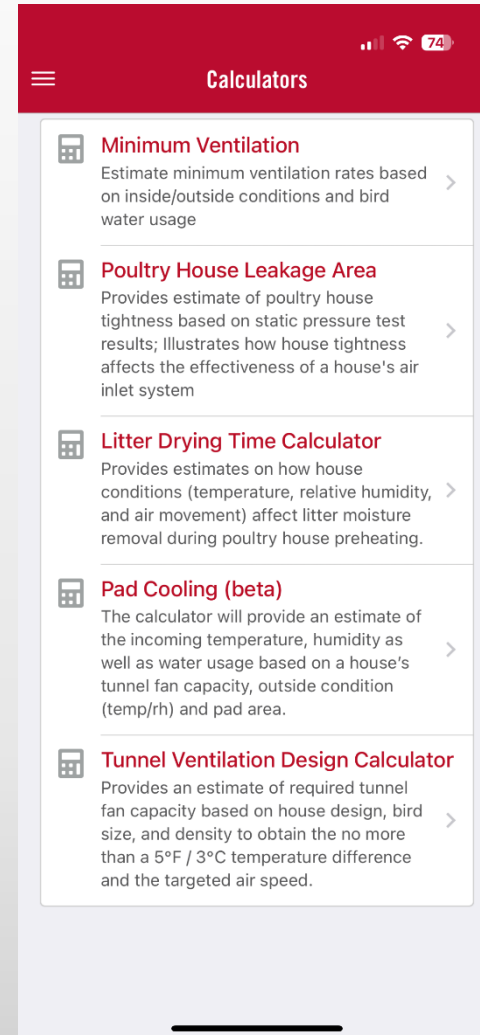 74
Calculators
Minimum Ventilation
Estimate minimum ventilation rates based
on inside/outside conditions and bird
water usage
Poultry House Leakage Area
Provides estimate of poultry house
tightness based on static pressure test
results; Illustrates how house tightness
affects the effectiveness of a house's air
inlet system
Litter Drying Time Calculator
Provides estimates on how house
conditions (temperature, relative humidity,
and air movement) affect litter moisture
removal during poultry house preheating.
Pad Cooling (beta)
The calculator will provide an estimate of
the incoming temperature, humidity as
well as water usage based on a house's
tunnel fan capacity, outside condition
(temp/rh) and pad area.
Tunnel Ventilation Design Calculator
Provides an estimate of required tunnel
fan capacity based on house design, bird
size, and density to obtain the no more
than a 5°F / 3°C temperature difference
and the targeted air speed.